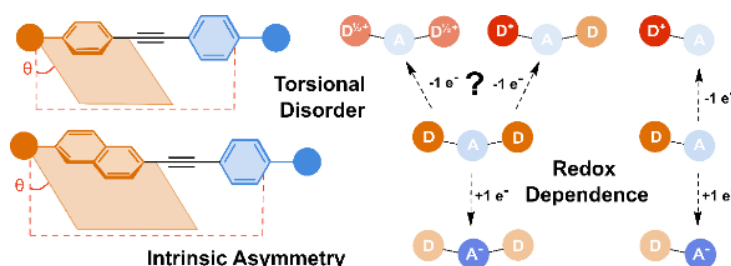 θ
Torsional
Disorder
θ
Intrinsic Asymmetry
D½+ A D½+
D+ A D
D+ A
-1 e- ? -1 e-
-1 e-
D A D
D A
Redox
Dependence
+1 e-
+1 e
D A- D
D A-